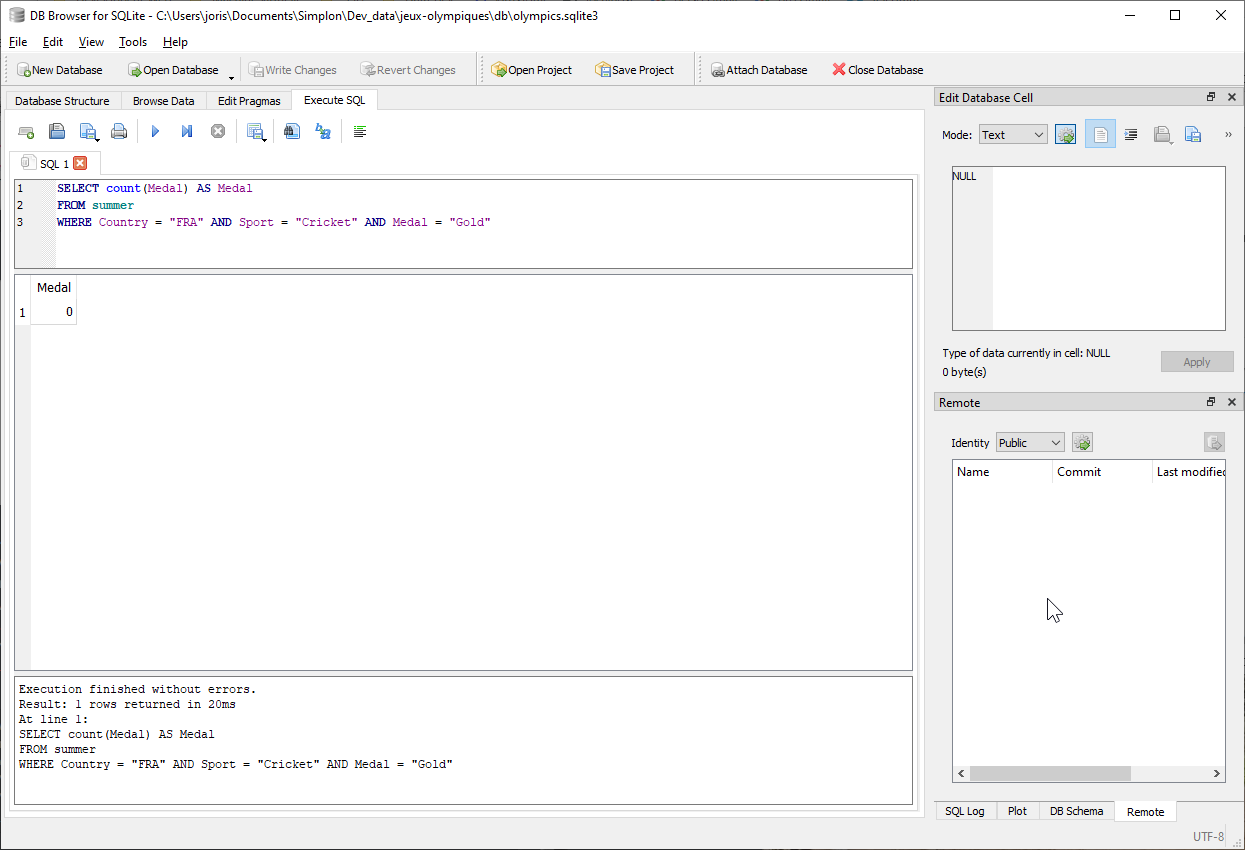 DB Browser for SQLite - C:\Users\joris\Documents\Simplon\Dev_data\jeux-olympiques\db\olympics.sqlite3
File Edit View Tools Help
New Database Open Database Write Changes Revert Changes Open Project Save Project Attach Database Close Database
Database Structure Browse Data Edit Pragmas Execute SQL
SQL 1
1 SELECT count(Medal) AS Medal
2 FROM summer
3 WHERE Country = "FRA" AND Sport = "Cricket" AND Medal = "Gold"
Medal
1 0
Execution finished without errors.
Result: 1 rows returned in 20ms
At line 1:
SELECT count(Medal) AS Medal
FROM summer
WHERE Country = "FRA" AND Sport = "Cricket" AND Medal = "Gold"
Edit Database Cell
Mode: Text
NULL
Type of data currently in cell: NULL
0 byte(s)
Apply
Remote
Identity Public
Name Commit Last modified
SQL Log Plot DB Schema Remote
UTF-8